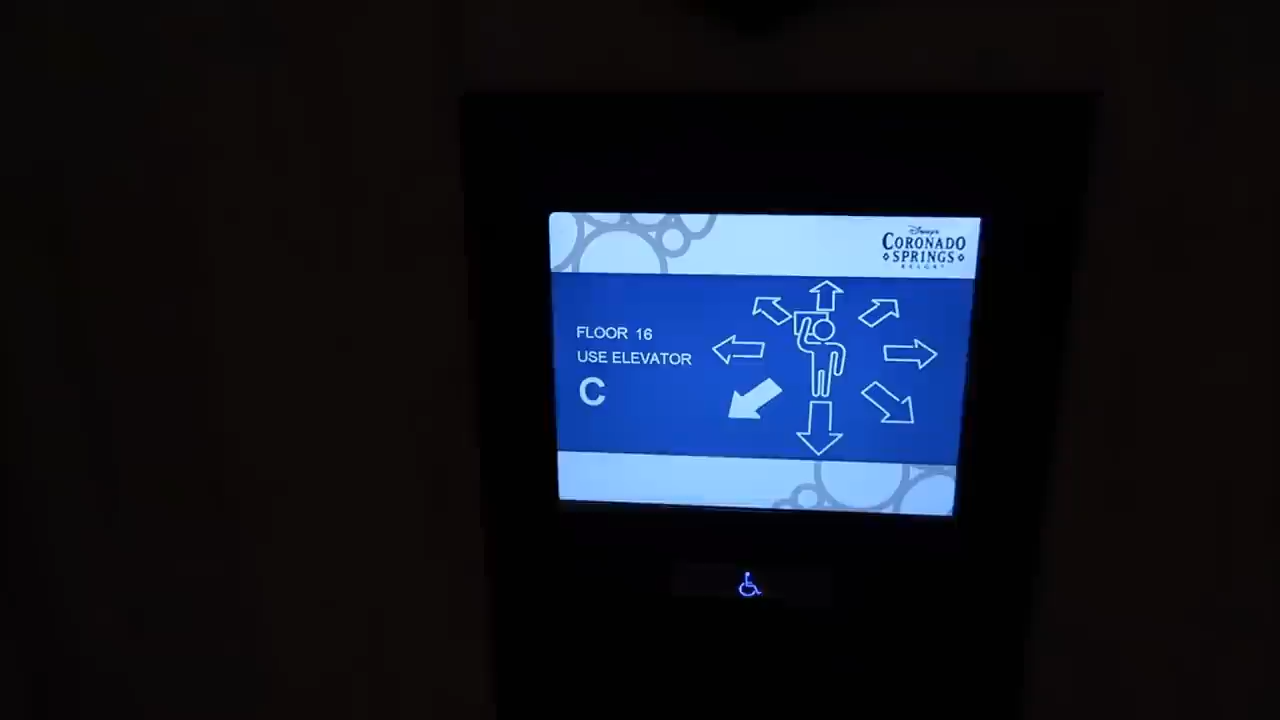 Disney's
CORONADO
SPRINGS
RESORT
FLOOR 16
USE ELEVATOR
C